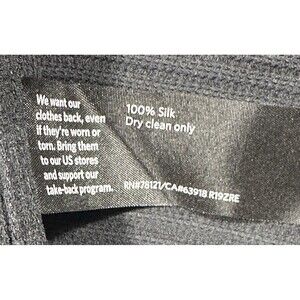 We want our
clothes back, even
if they're worn or
torn. Bring them
to our US stores
and support our
take-back program.
100% Silk
Dry clean only
RN#78121/CA#63918 R19ZRE